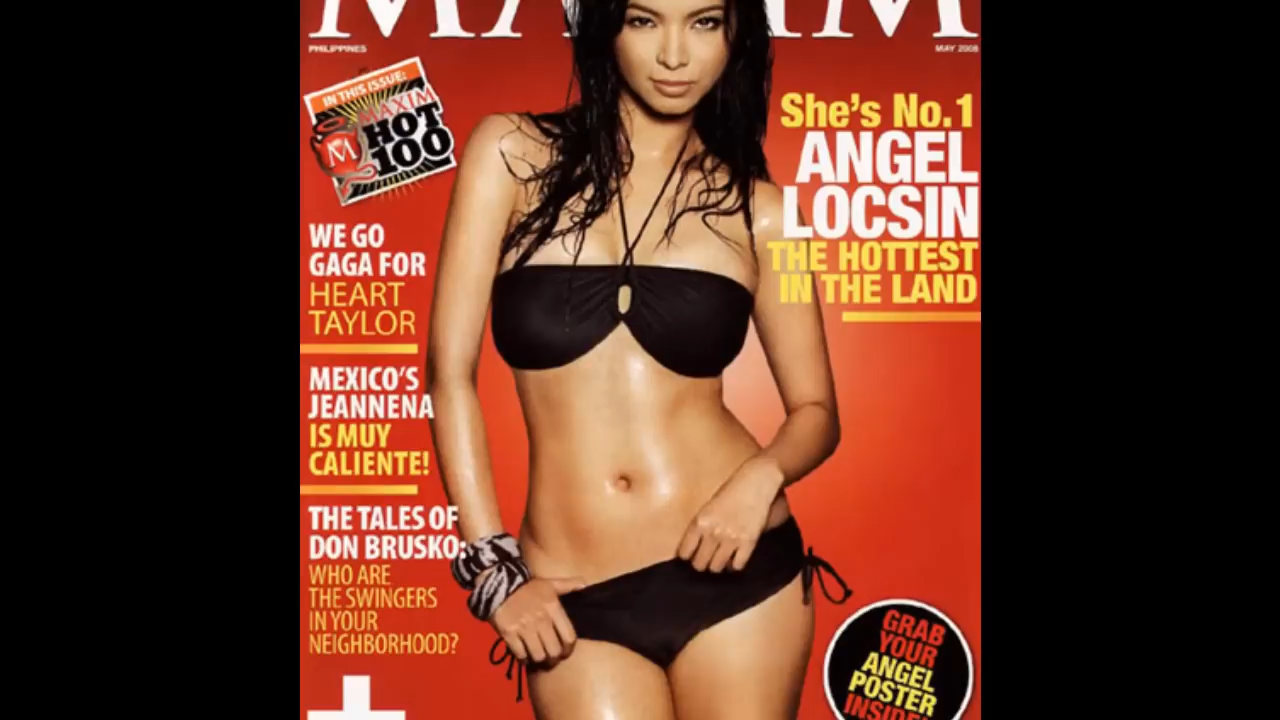 MAXIM
PHILIPPINES
MAY 2008
IN THIS ISSUE:
MAXIM
M
HOT
100
She's No.1
ANGEL
LOCSIN
THE HOTTEST
IN THE LAND
WE GO
GAGA FOR
HEART
TAYLOR
MEXICO'S
JEANNENA
IS MUY
CALIENTE!
THE TALES OF
DON BRUSKO:
WHO ARE
THE SWINGERS
IN YOUR
NEIGHBORHOOD?
GRAB
YOUR
ANGEL
POSTER
INSIDE!